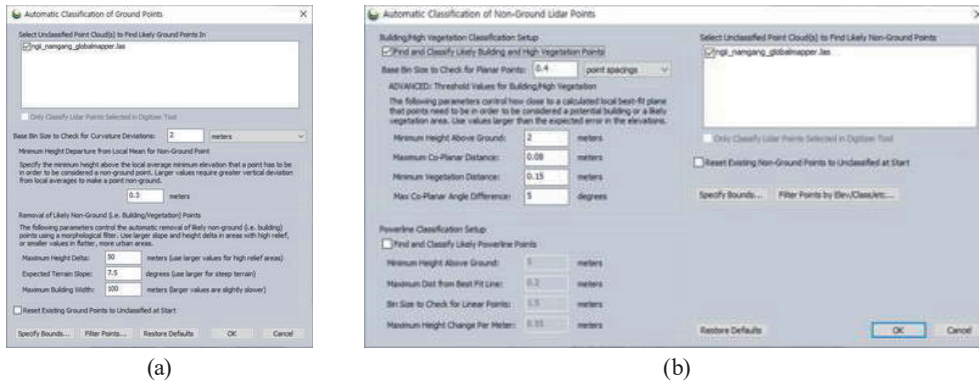 Automatic Classification of Ground Points
Select Unclassified Point Cloud(s) to Find Likely Ground Points In
ngi_namgang_globalmapper.las
Only Classify Lidar Points Selected in Digitizer Tool
Base Bin Size to Check for Curvature Deviations: 2 meters
Minimum Height Departure from Local Mean for Non-Ground Point
Specify the minimum height above the local average minimum elevation that a point has to be
in order to be considered a non-ground point. Larger values require greater vertical deviation
from local averages to make a point non-ground.
0.3 meters
Removal of Likely Non-Ground (i.e. Building/Vegetation) Points
The following parameters control the automatic removal of likely non-ground (i.e. building)
points using a morphological filter. Use larger slope and height delta in areas with high relief,
or smaller values in flatter, more urban areas.
Maximum Height Delta: 50 meters (use larger values for high relief areas)
Expected Terrain Slope: 7.5 degrees (use larger for steep terrain)
Maximum Building Width: 100 meters (larger values are slightly slower)
Reset Existing Ground Points to Unclassified at Start
Specify Bounds... Filter Points... Restore Defaults OK Cancel
(a)
Automatic Classification of Non-Ground Lidar Points
Building/High Vegetation Classification Setup
Find and Classify Likely Building and High Vegetation Points
Base Bin Size to Check for Planar Points: 0.4 point spacings
ADVANCED: Threshold Values for Building/High Vegetation
The following parameters control how close to a calculated local best-fit plane
that points need to be in order to be considered a potential building or a likely
vegetation area. Use values larger than the expected error in the elevations.
Minimum Height Above Ground: 2 meters
Maximum Co-Planar Distance: 0.08 meters
Minimum Vegetation Distance: 0.15 meters
Max Co-Planar Angle Difference: 5 degrees
Powerline Classification Setup
Find and Classify Likely Powerline Points
Minimum Height Above Ground: meters
Maximum Dist from Best Fit Line: 0.2 meters
Bin Size to Check for Linear Points: meters
Maximum Height Change Per Meter: meters
Select Unclassified Point Cloud(s) to Find Likely Non-Ground Points
ngi_namgang_globalmapper.las
Only Classify Lidar Points Selected in Digitizer Tool
Reset Existing Non-Ground Points to Unclassified at Start
Specify Bounds... Filter Points by Elev,Class,etc...
Restore Defaults OK Cancel
(b)